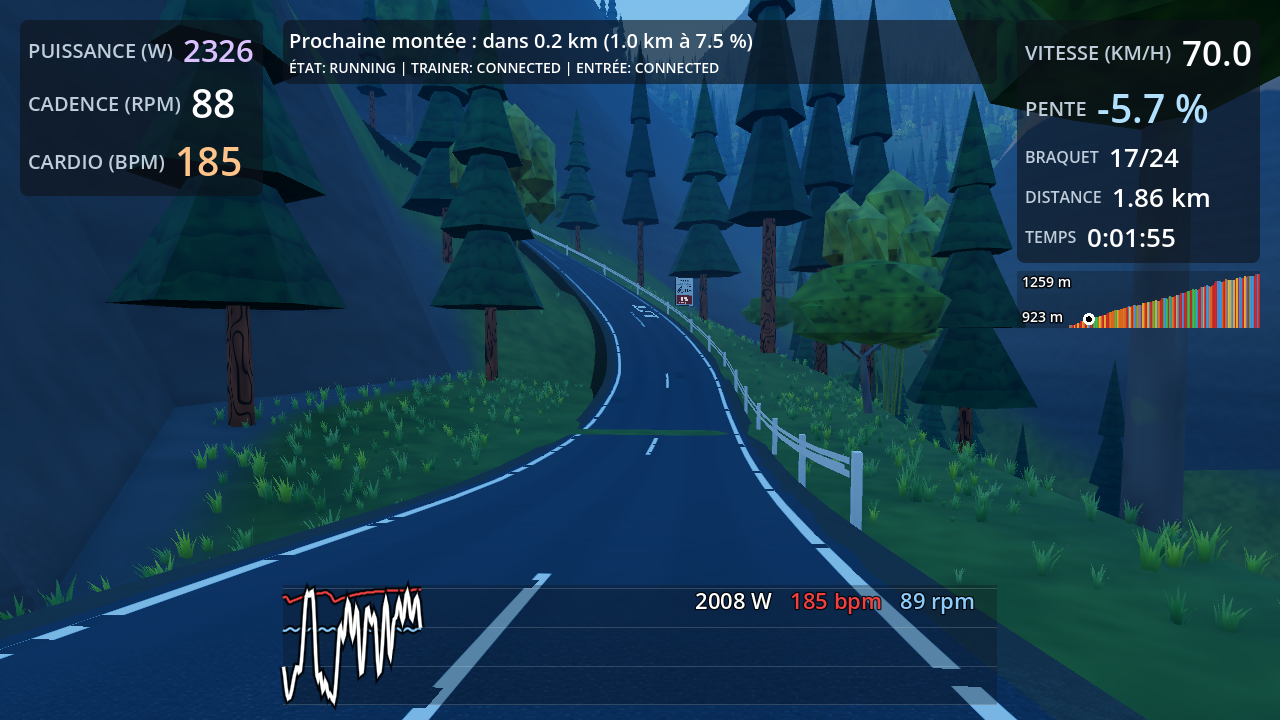 PUISSANCE (W) 2326
CADENCE (RPM) 88
CARDIO (BPM) 185
Prochaine montée : dans 0.2 km (1.0 km à 7.5 %)
ÉTAT: RUNNING | TRAINER: CONNECTED | ENTRÉE: CONNECTED
VITESSE (KM/H) 70.0
PENTE -5.7 %
BRAQUET 17/24
DISTANCE 1.86 km
TEMPS 0:01:55
1259 m
923 m
2008 W 185 bpm 89 rpm